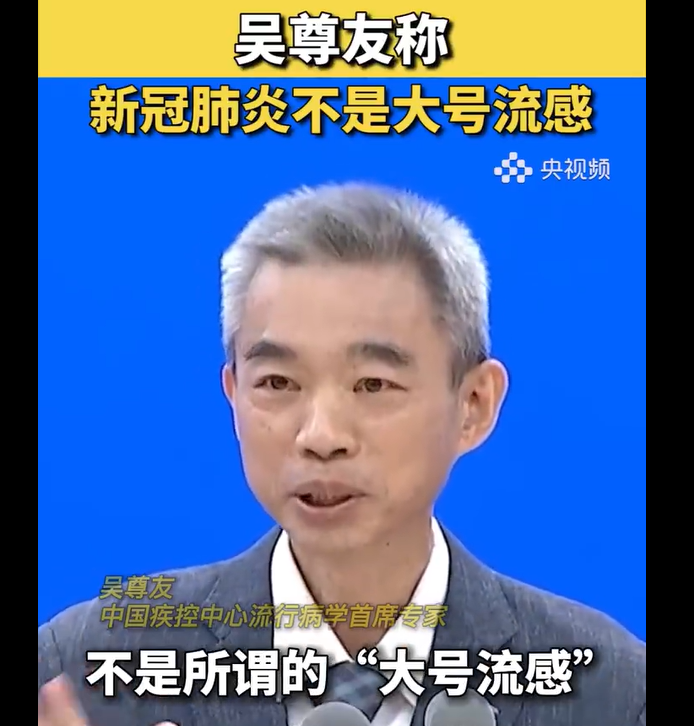 吴尊友称
新冠肺炎不是大号流感
央视频
吴尊友
中国疾控中心流行病学首席专家
不是所谓的“大号流感”